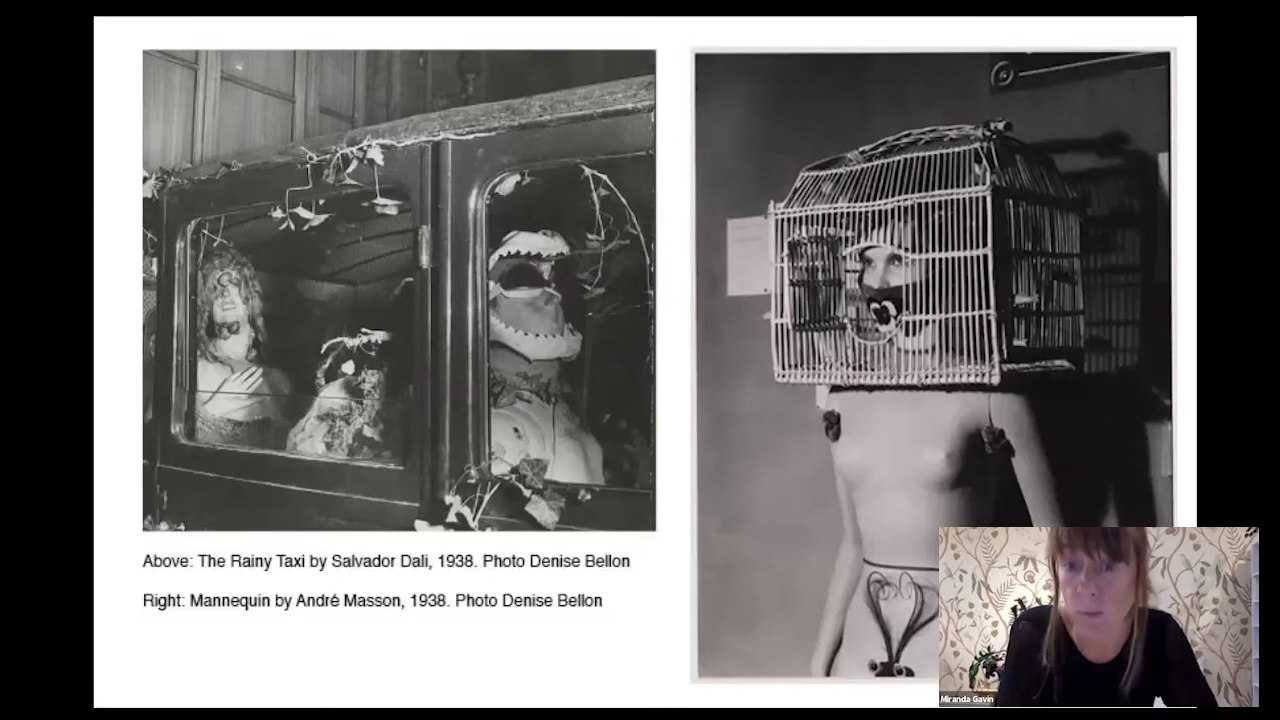 Above: The Rainy Taxi by Salvador Dali, 1938. Photo Denise Bellon
Right: Mannequin by André Masson, 1938. Photo Denise Bellon
Miranda Gavin